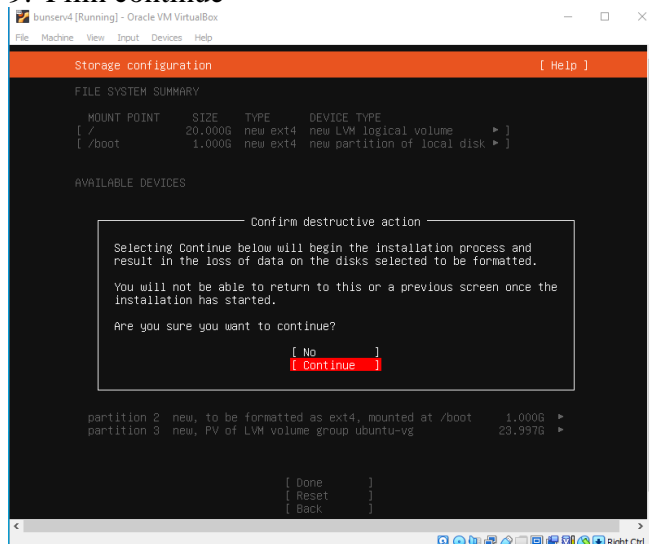 9. Pilih continue
bunserv4 [Running] - Oracle VM VirtualBox
File Machine View Input Devices Help
Storage configuration [ Help ]
FILE SYSTEM SUMMARY
MOUNT POINT SIZE TYPE DEVICE TYPE
[ / 20.000G new ext4 new LVM logical volume ▸ ]
[ /boot 1.000G new ext4 new partition of local disk ▸ ]
AVAILABLE DEVICES
Confirm destructive action
Selecting Continue below will begin the installation process and
result in the loss of data on the disks selected to be formatted.
You will not be able to return to this or a previous screen once the
installation has started.
Are you sure you want to continue?
[ No ]
[ Continue ]
partition 2 new, to be formatted as ext4, mounted at /boot 1.000G ▸
partition 3 new, PV of LVM volume group ubuntu-vg 23.997G ▸
[ Done ]
[ Reset ]
[ Back ]
Right Ctrl